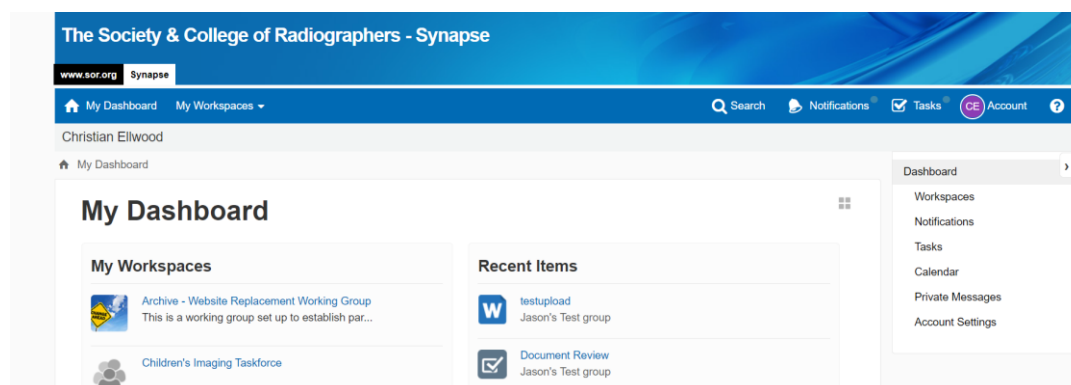 The Society & College of Radiographers - Synapse
www.sor.org Synapse
My Dashboard My Workspaces Search Notifications Tasks CE Account ?
Christian Ellwood
My Dashboard
Dashboard
Workspaces
Notifications
Tasks
Calendar
Private Messages
Account Settings
My Dashboard
My Workspaces
Archive - Website Replacement Working Group
This is a working group set up to establish par...
Children's Imaging Taskforce
Recent Items
W
testupload
Jason's Test group
Document Review
Jason's Test group